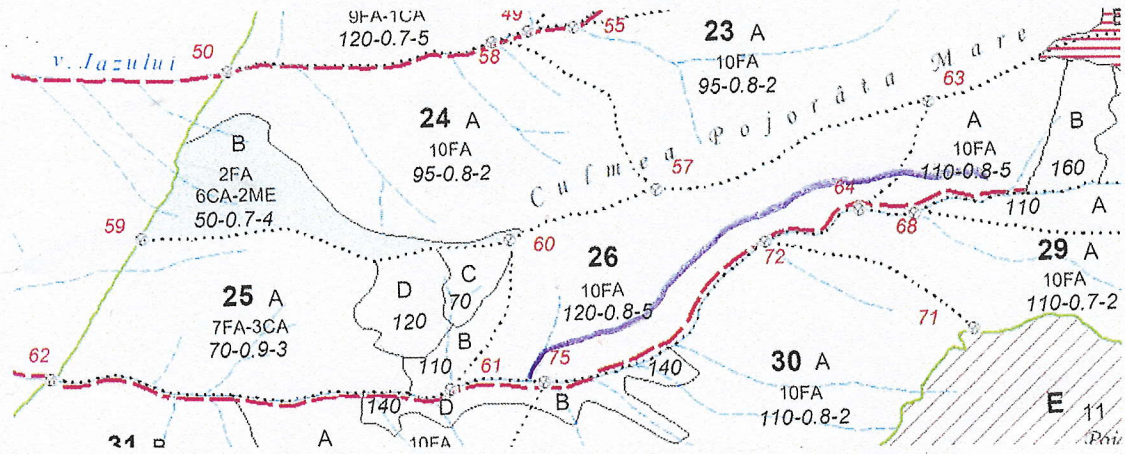 9FA-1CA
120-0.7-5
49
55
58
50
v. Jazului
23 A
10FA
95-0.8-2
Culmea Pojorâta Mare
63
24 A
10FA
95-0.8-2
57
A
10FA
110-0.8-5
B
160
B
2FA
6CA-2ME
50-0.7-4
59
60
64
68
110
A
72
26
10FA
120-0.8-5
29 A
10FA
110-0.7-2
25 A
7FA-3CA
70-0.9-3
D
120
C
70
B
110
61
62
75
71
140
30 A
10FA
110-0.8-2
140
D
B
E 11
31 B
A
10FA